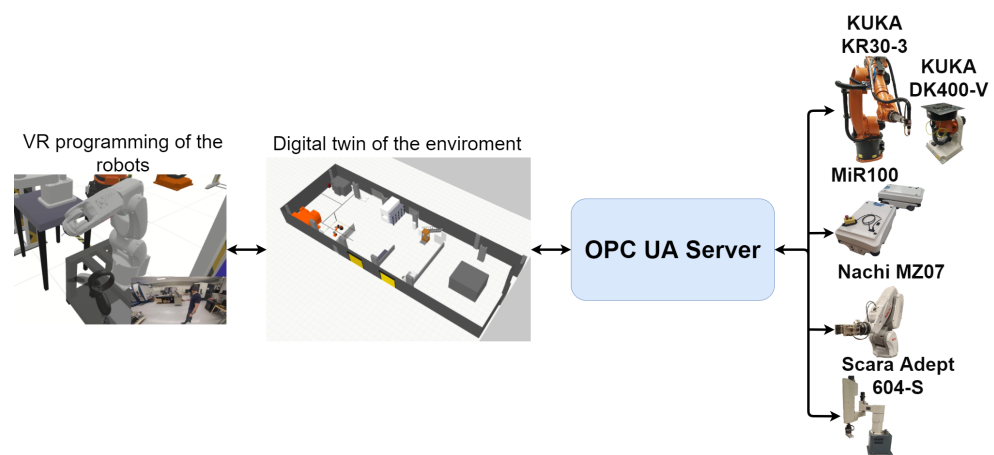 VR programming of the
robots
Digital twin of the enviroment
OPC UA Server
KUKA
KR30-3
KUKA
DK400-V
MiR100
Nachi MZ07
Scara Adept
604-S